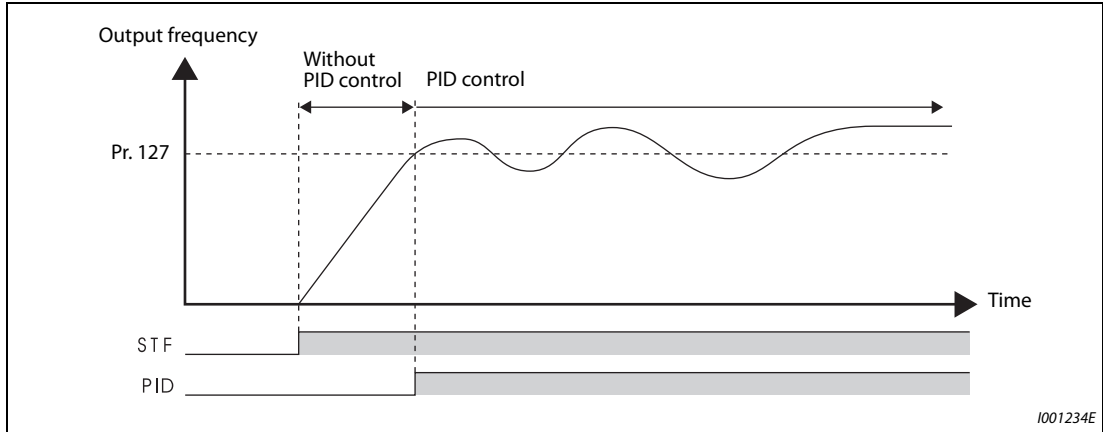 Output frequency
Without
PID control
PID control
Pr. 127
Time
STF
PID
I001234E